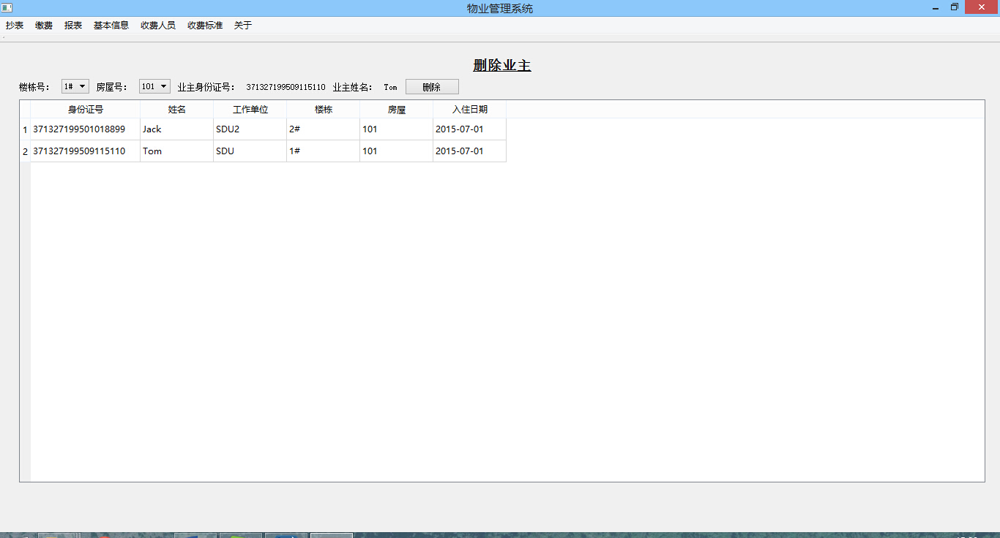 物业管理系统
抄表 缴费 报表 基本信息 收费人员 收费标准 关于
删除业主
楼栋号： 1# 房屋号： 101 业主身份证号： 371327199509115110 业主姓名： Tom 删除
身份证号 姓名 工作单位 楼栋 房屋 入住日期
1 371327199501018899 Jack SDU2 2# 101 2015-07-01
2 371327199509115110 Tom SDU 1# 101 2015-07-01